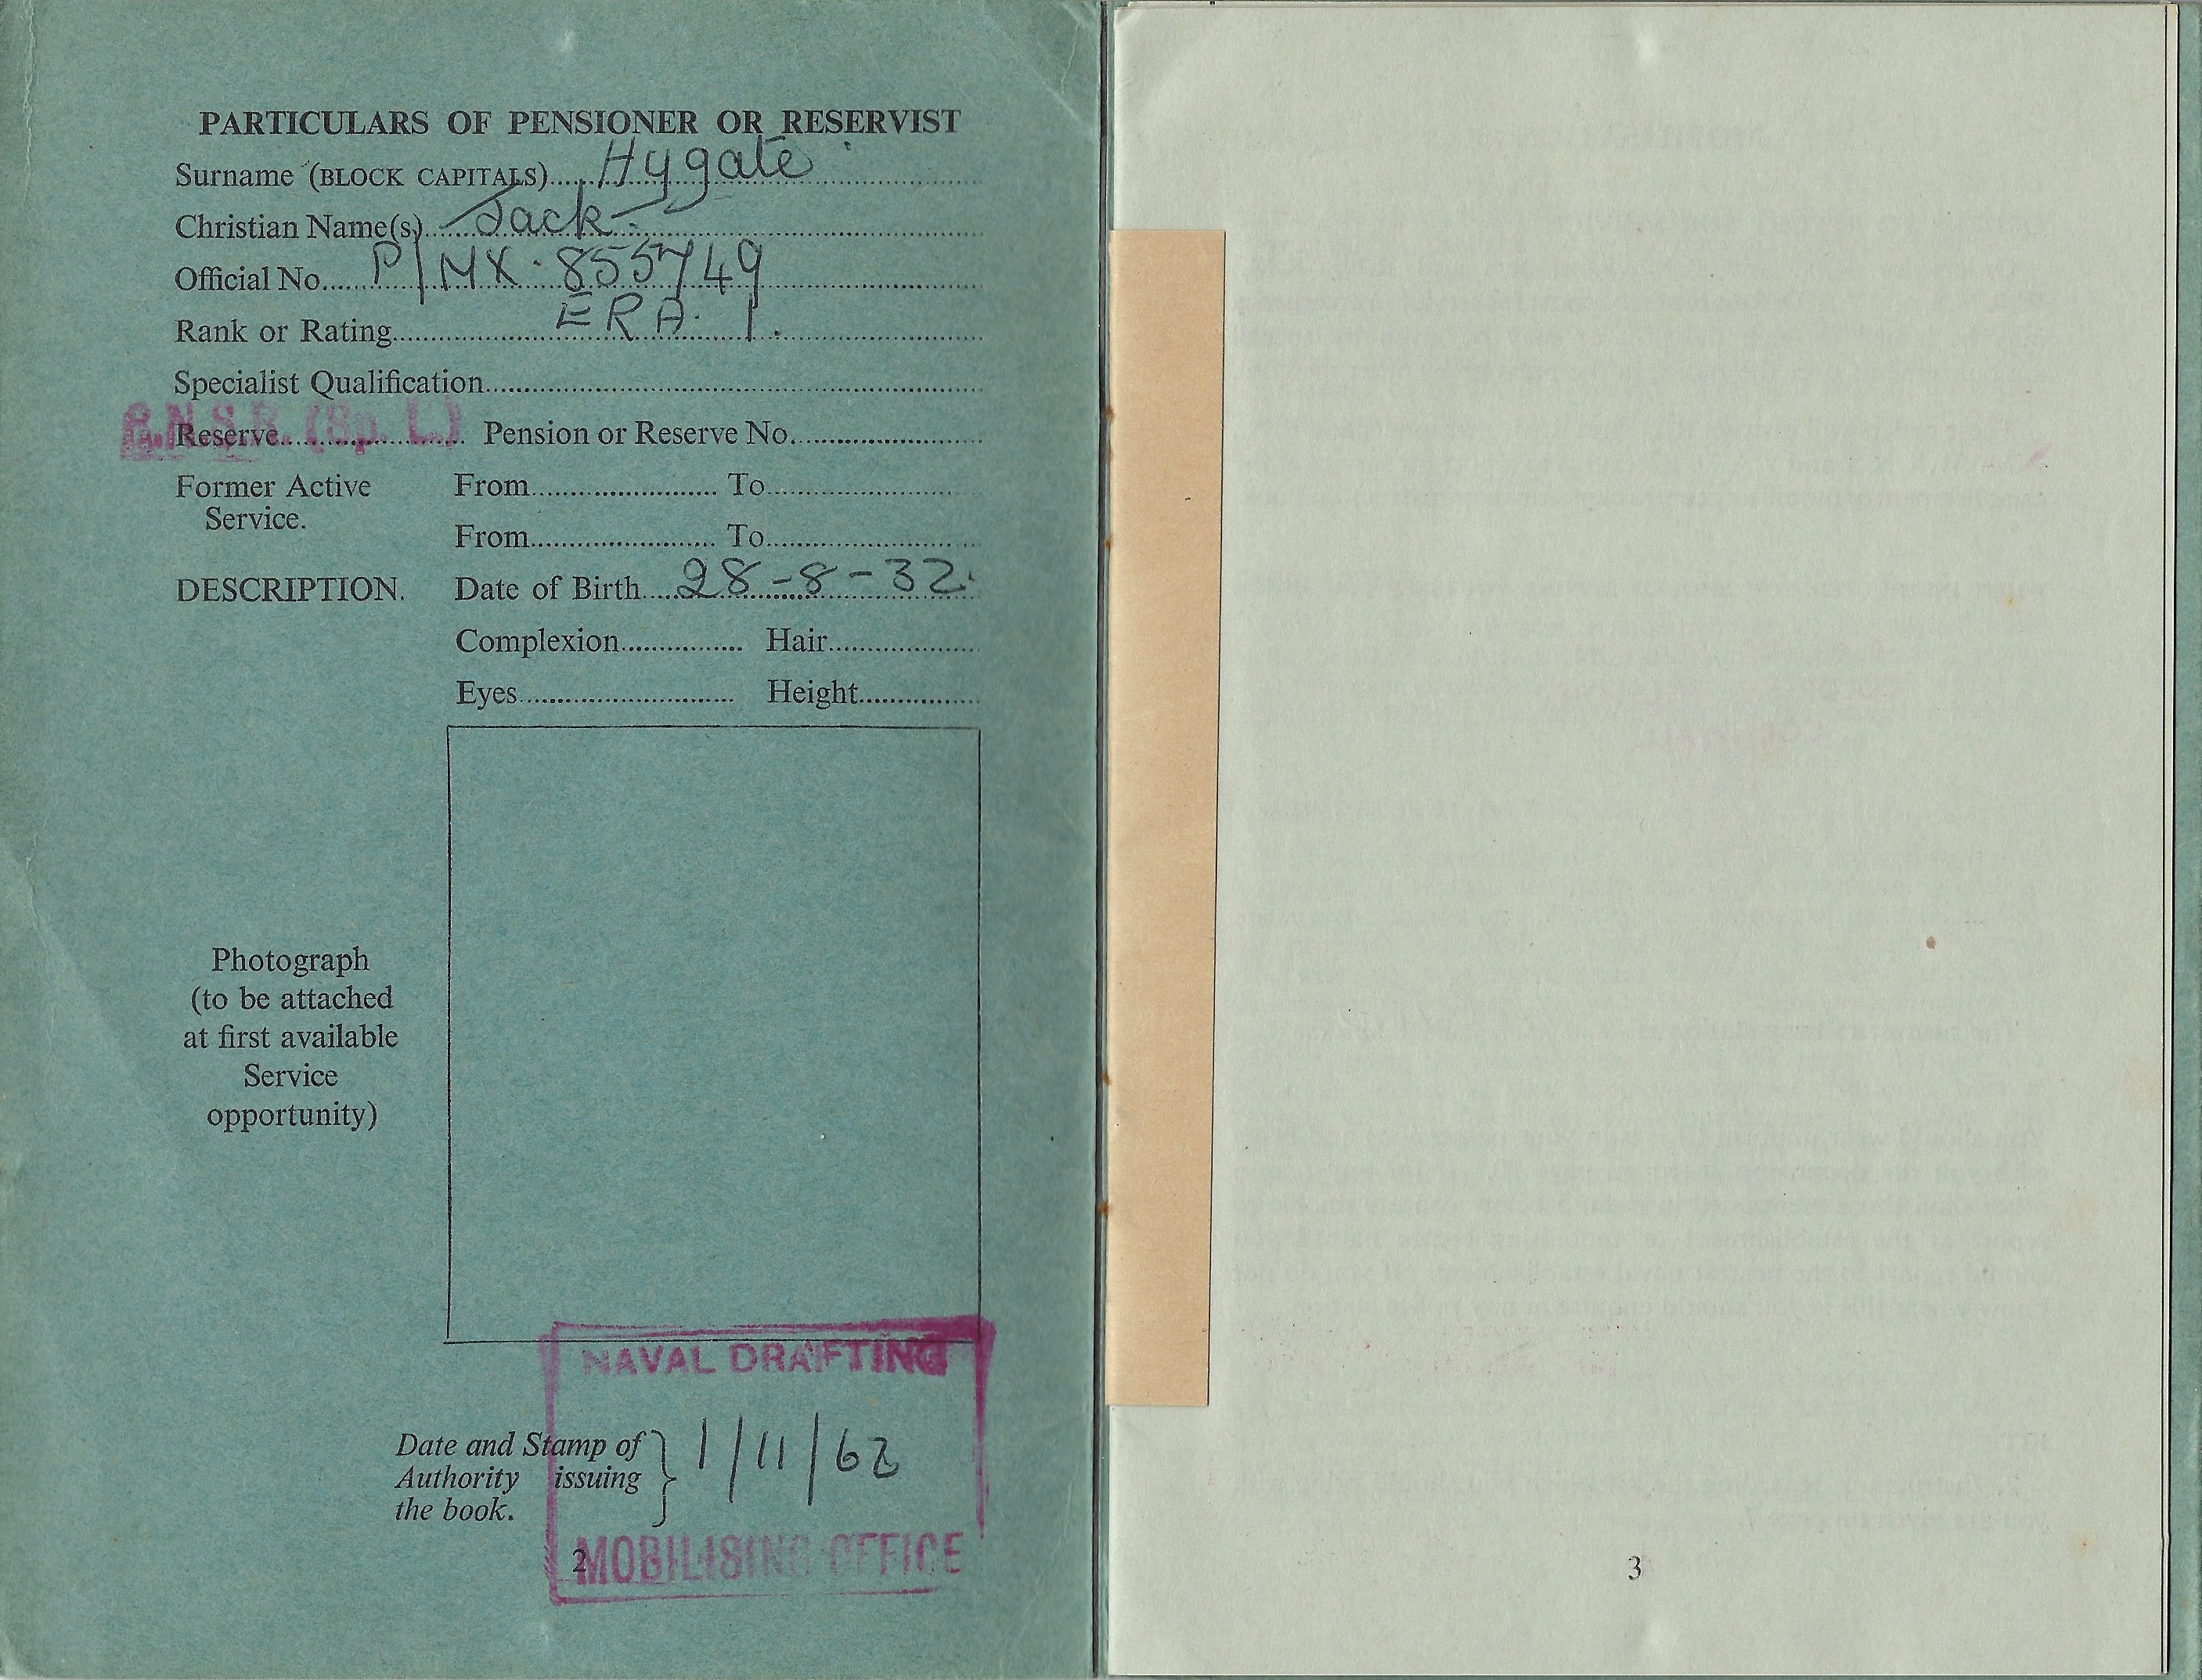 PARTICULARS OF PENSIONER OR RESERVIST
Surname (BLOCK CAPITALS) Hygate
Christian Name(s) Jack
Official No. P/MX. 855749
Rank or Rating ERA. 1.
Specialist Qualification
R.N.S.R. (Sp. L.)
Reserve Pension or Reserve No.
Former Active Service. From To
From To
DESCRIPTION. Date of Birth 28-8-32.
Complexion Hair
Eyes Height
Photograph
(to be attached
at first available
Service
opportunity)
NAVAL DRAFTING
Date and Stamp of
Authority issuing
the book.
1/11/62
MOBILISING OFFICE
2
3